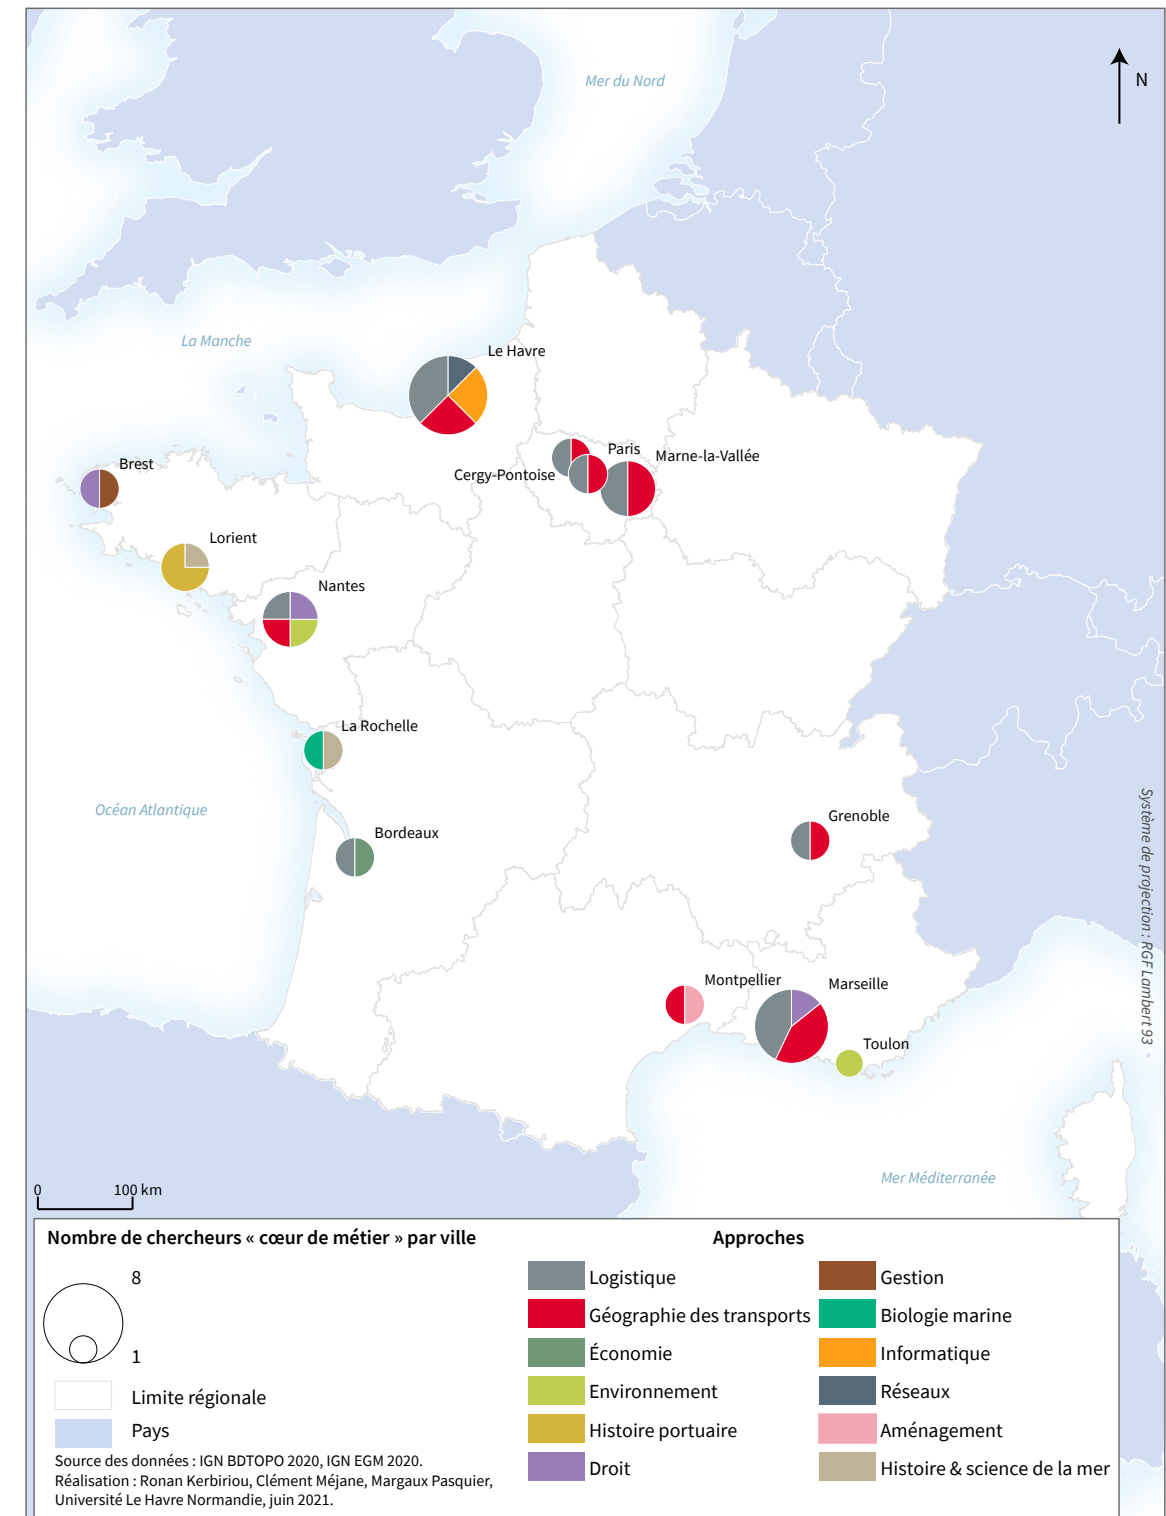 Mer du Nord
N
La Manche
Le Havre
Paris
Marne-la-Vallée
Cergy-Pontoise
Brest
Lorient
Nantes
La Rochelle
Océan Atlantique
Bordeaux
Grenoble
Système de projection : RGF Lambert 93 -
Montpellier
Marseille
Toulon
Mer Méditerranée
0 100 km
Nombre de chercheurs « cœur de métier » par ville
8
1
Limite régionale
Pays
Source des données : IGN BDTOPO 2020, IGN EGM 2020.
Réalisation : Ronan Kerbiriou, Clément Méjane, Margaux Pasquier,
Université Le Havre Normandie, juin 2021.
Approches
Logistique
Géographie des transports
Économie
Environnement
Histoire portuaire
Droit
Gestion
Biologie marine
Informatique
Réseaux
Aménagement
Histoire & science de la mer